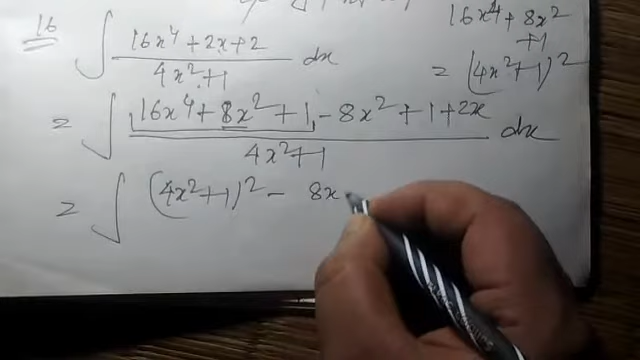 16 ∫ (16x⁴ + 2x + 2) / (4x² + 1) dx
16x⁴ + 8x² + 1
= (4x² + 1)²
= ∫ (16x⁴ + 8x² + 1 - 8x² + 1 + 2x) / (4x² + 1) dx
= ∫ (4x² + 1)² - 8x